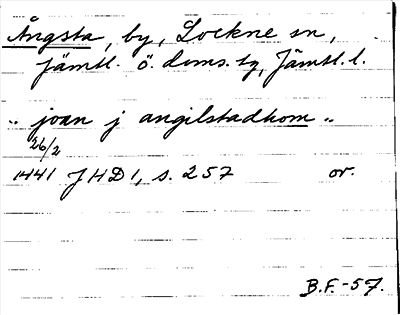 Ångsta, by, Lockne sn,
Jämtl. ö. doms. tg, Jämtl. l.
" joan j angilstadhom "
26/2
1441 JHD 1, s. 257 or.
B.F.-57.